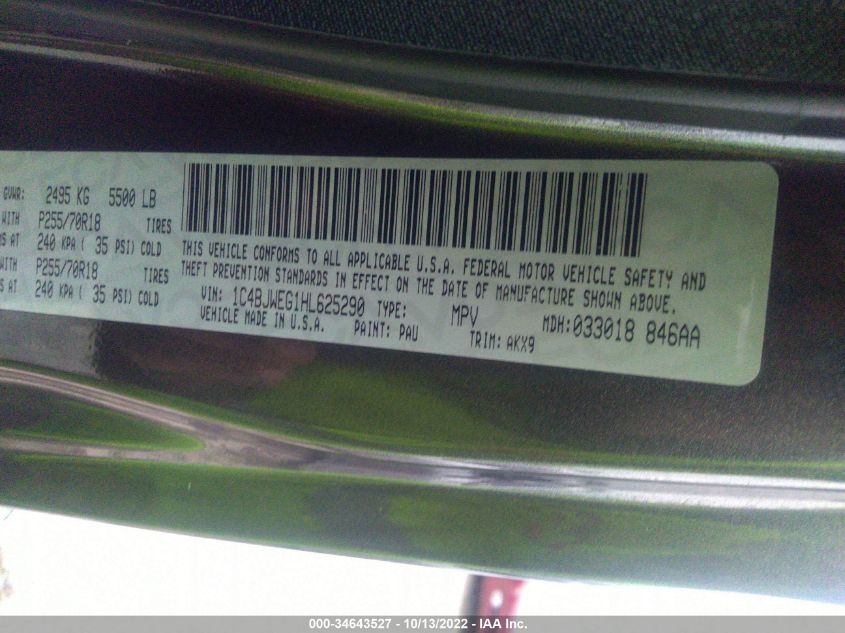 GVWR: 2495 KG 5500 LB
WITH P255/70R18 TIRES
AT 240 KPA ( 35 PSI) COLD
WITH P255/70R18 TIRES
AT 240 KPA ( 35 PSI) COLD
THIS VEHICLE CONFORMS TO ALL APPLICABLE U.S.A. FEDERAL MOTOR VEHICLE SAFETY AND
THEFT PREVENTION STANDARDS IN EFFECT ON THE DATE OF MANUFACTURE SHOWN ABOVE.
VIN: 1C4BJWEG1HL625290 TYPE: MPV MDH:033018 846AA
VEHICLE MADE IN U.S.A. PAINT: PAU TRIM: AKX9
000-34643527 - 10/13/2022 - IAA Inc.